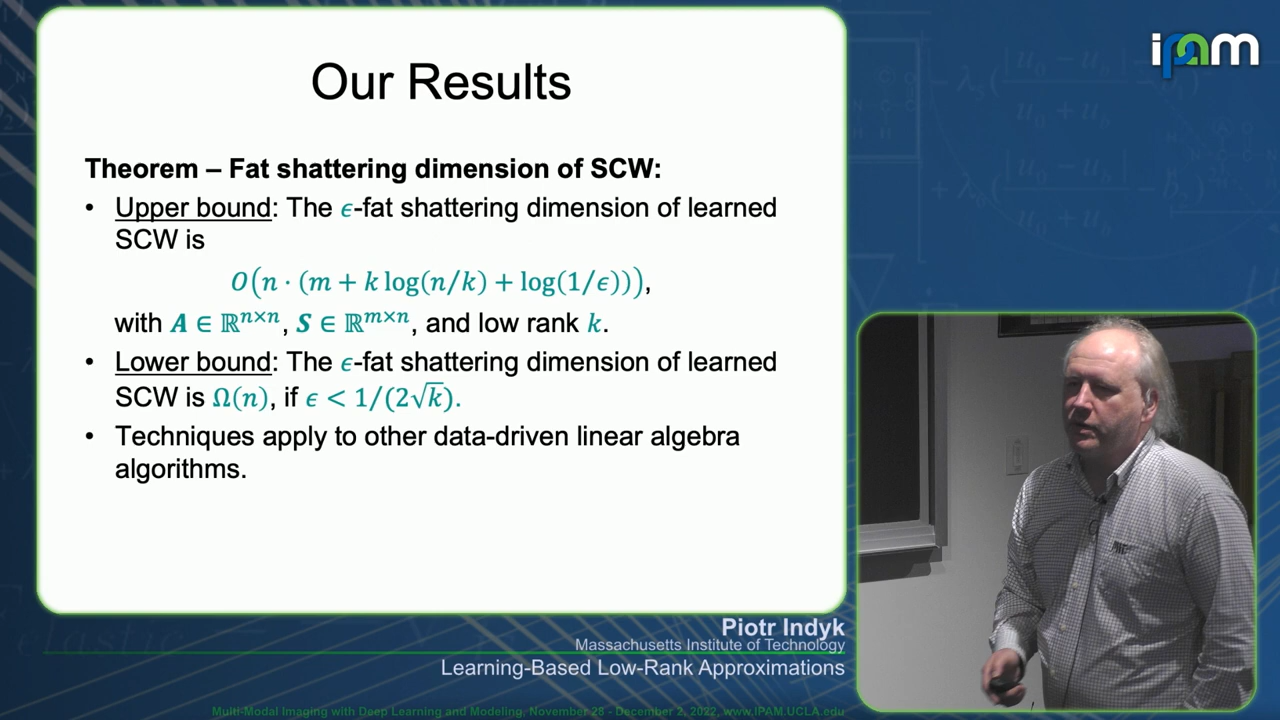 Our Results
Theorem – Fat shattering dimension of SCW:
• Upper bound: The ϵ-fat shattering dimension of learned
SCW is
O(n · (m + k log(n/k) + log(1/ϵ))),
with A ∈ ℝⁿˣⁿ, S ∈ ℝᵐˣⁿ, and low rank k.
• Lower bound: The ϵ-fat shattering dimension of learned
SCW is Ω(n), if ϵ < 1/(2√k).
• Techniques apply to other data-driven linear algebra
algorithms.
ipam
Piotr Indyk
Massachusetts Institute of Technology
Learning-Based Low-Rank Approximations
Multi-Modal Imaging with Deep Learning and Modeling, November 28 - December 2, 2022, www.IPAM.UCLA.edu